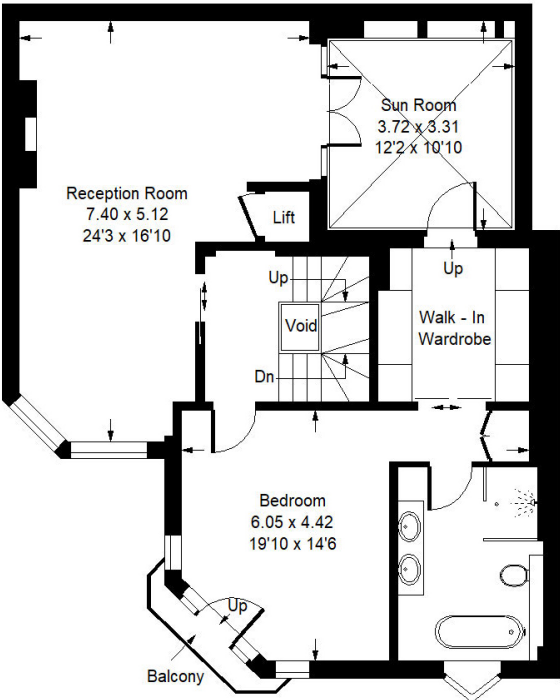 Sun Room
3.72 x 3.31
12'2 x 10'10
Reception Room
7.40 x 5.12
24'3 x 16'10
Lift
Up
Up
Void
Walk - In
Wardrobe
Dn
Bedroom
6.05 x 4.42
19'10 x 14'6
Up
Balcony